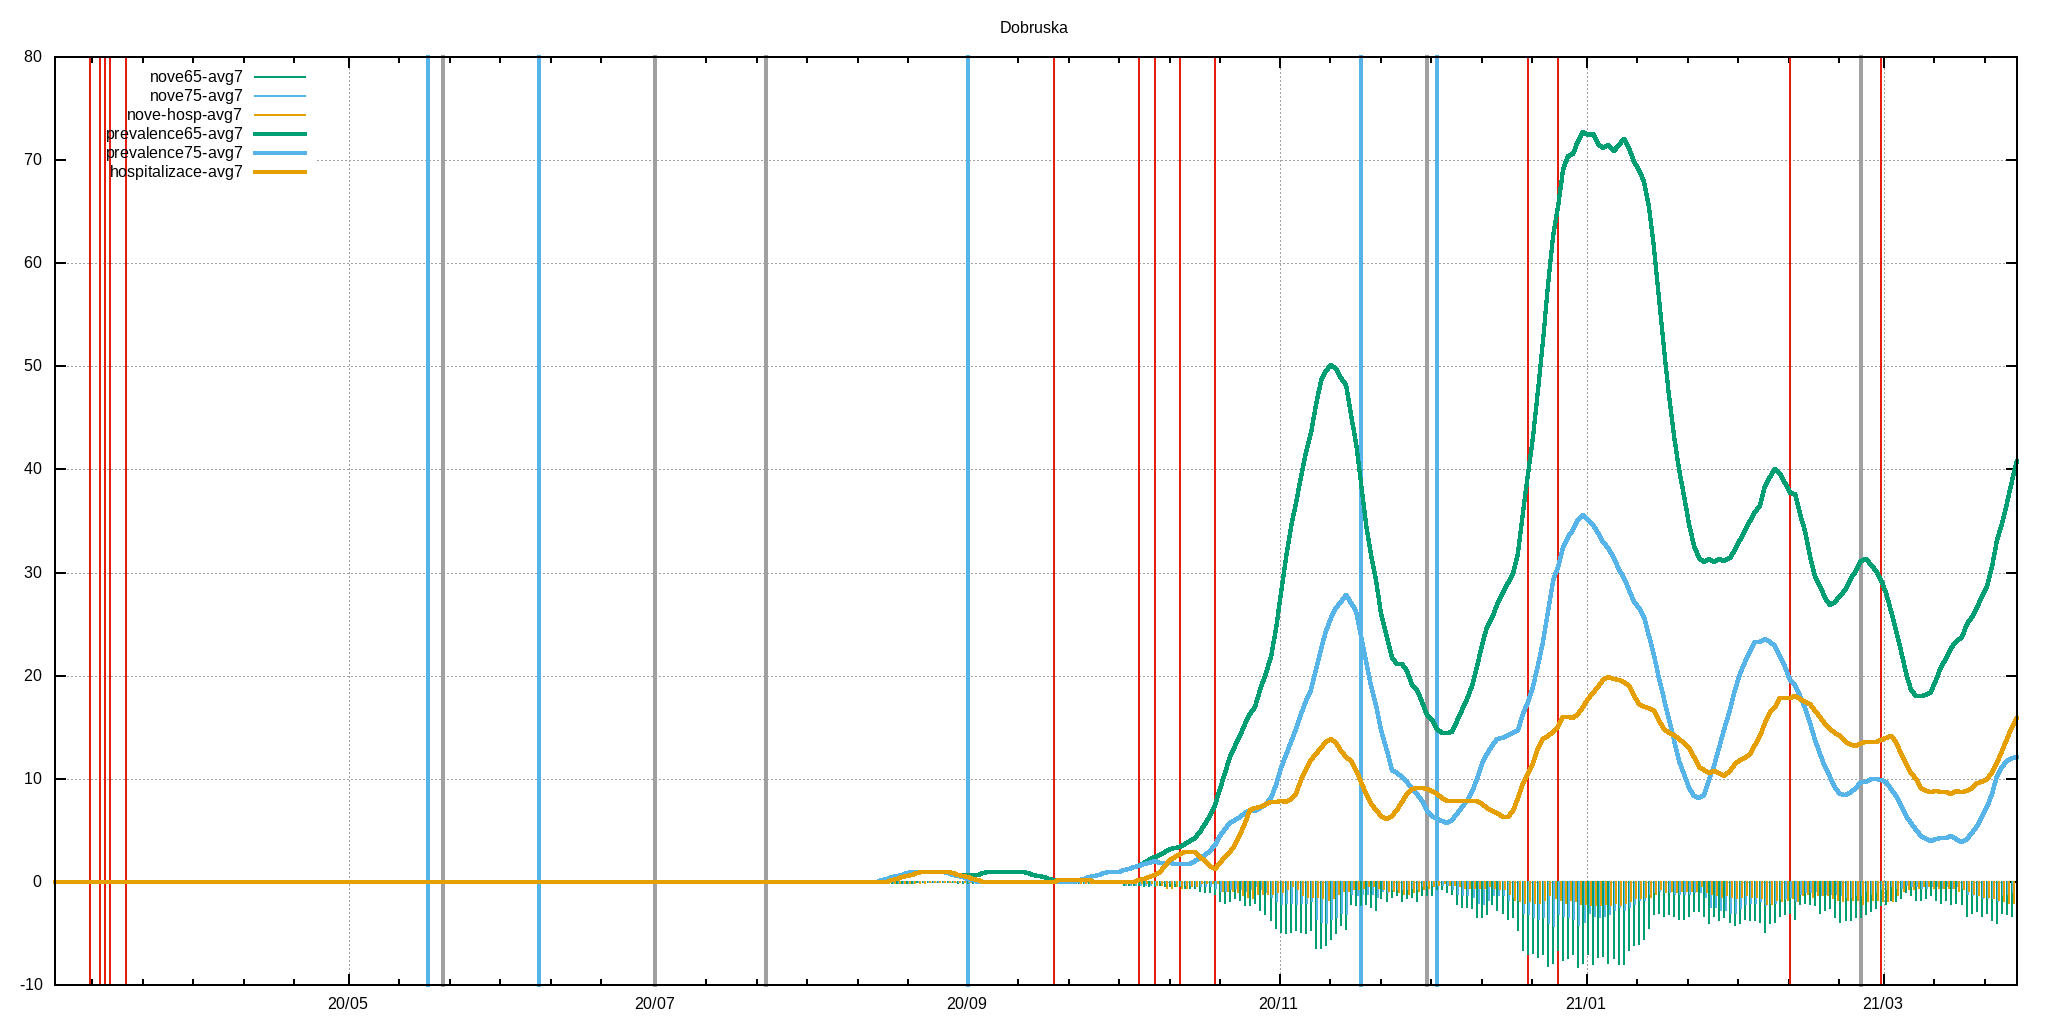 Dobruska
80
70
60
50
40
30
20
10
0
-10
nove65-avg7
nove75-avg7
nove-hosp-avg7
prevalence65-avg7
prevalence75-avg7
hospitalizace-avg7
20/05 20/07 20/09 20/11 21/01 21/03